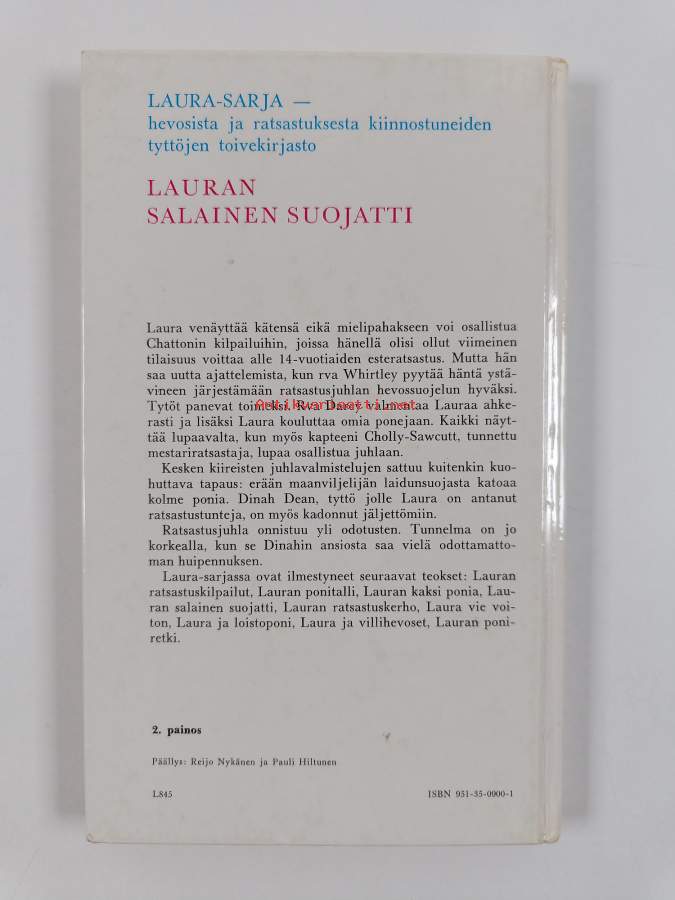 LAURA-SARJA —
hevosista ja ratsastuksesta kiinnostuneiden
tyttöjen toivekirjasto
LAURAN
SALAINEN SUOJATTI
Laura venäyttää kätensä eikä mielipahakseen voi osallistua
Chattonin kilpailuihin, joissa hänellä olisi ollut viimeinen
tilaisuus voittaa alle 14-vuotiaiden esteratsastus. Mutta hän
saa uutta ajattelemista, kun rva Whirtley pyytää häntä ystä-
vineen järjestämään ratsastusjuhlan hevossuojelun hyväksi.
Tytöt panevat toimeksi. Rva Darcy valmentaa Lauraa ahke-
rasti ja lisäksi Laura kouluttaa omia ponejaan. Kaikki näyt-
tää lupaavalta, kun myös kapteeni Cholly-Sawcutt, tunnettu
mestariratsastaja, lupaa osallistua juhlaan.
Kesken kiireisten juhlavalmistelujen sattuu kuitenkin kuo-
huttava tapaus: erään maanviljelijän laidunsuojasta katoaa
kolme ponia. Dinah Dean, tyttö jolle Laura on antanut
ratsastustunteja, on myös kadonnut jäljettömiin.
Ratsastusjuhla onnistuu yli odotusten. Tunnelma on jo
korkealla, kun se Dinahin ansiosta saa vielä odottamatto-
man huipennuksen.
Laura-sarjassa ovat ilmestyneet seuraavat teokset: Lauran
ratsastuskilpailut, Lauran ponitalli, Lauran kaksi ponia, Lau-
ran salainen suojatti, Lauran ratsastuskerho, Laura vie voi-
ton, Laura ja loistoponi, Laura ja villihevoset, Lauran poni-
retki.
2. painos
Päällys: Reijo Nykänen ja Pauli Hiltunen
L845 ISBN 951-35-0900-1